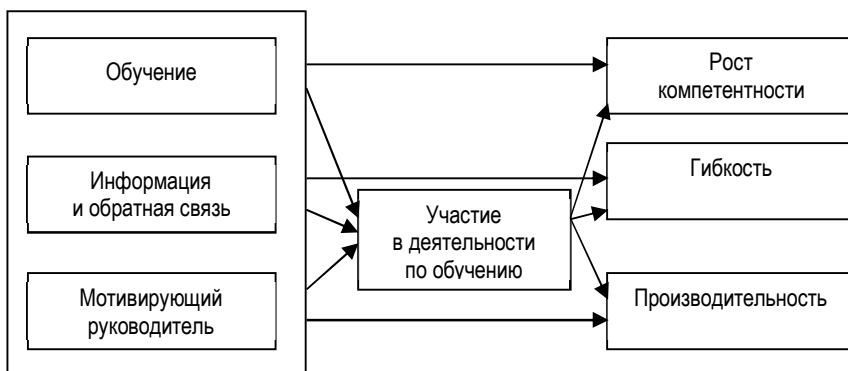 Обучение
Информация
и обратная связь
Мотивирующий
руководитель
Участие
в деятельности
по обучению
Рост
компетентности
Гибкость
Производительность